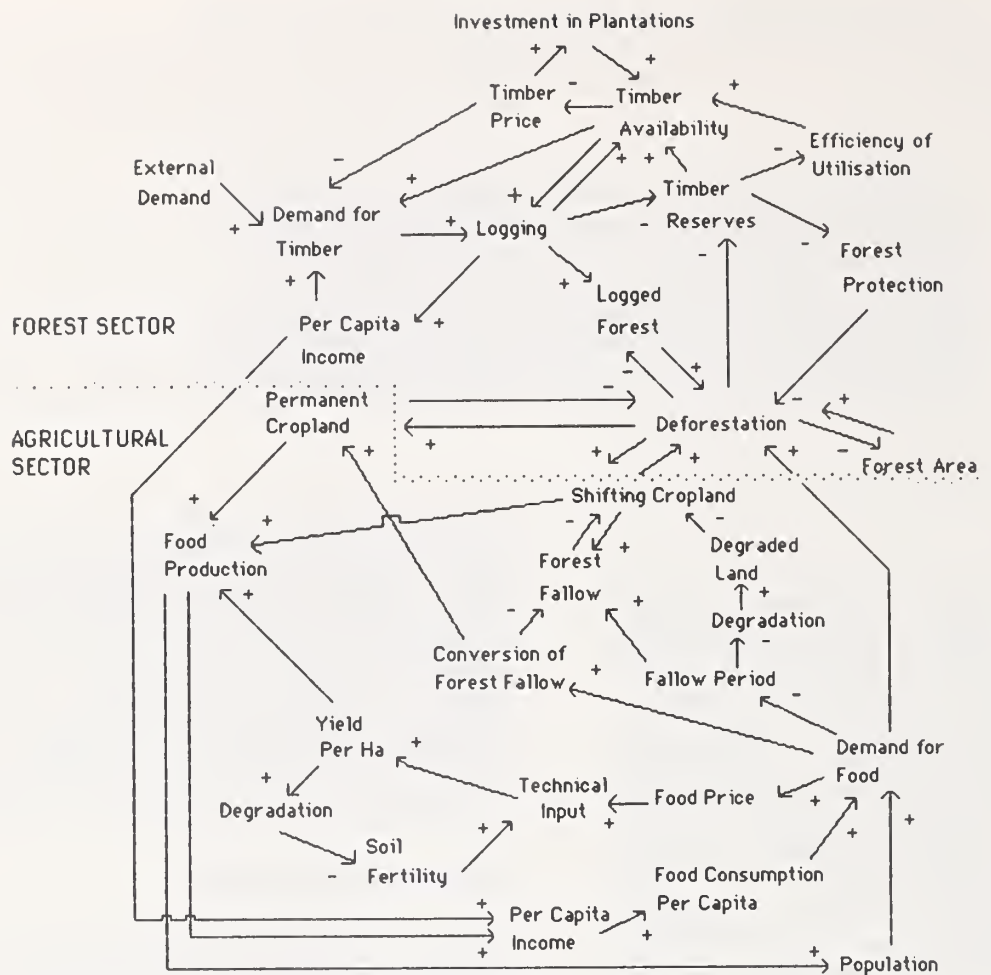 Investment in Plantations
+
+
Timber
Price
-
Timber
Availability
+
Efficiency of
Utilisation
-
External
Demand
-
+
+ +
Timber
Reserves
+
Demand for
Timber
+
Logging
+
-
-
Forest
Protection
+
+
Logged
Forest
-
FOREST SECTOR
Per Capita
Income
+
-
+
-
Permanent
Cropland
AGRICULTURAL
SECTOR
+
+
Deforestation
-
+
-
Forest Area
+
+
+
+
Shifting Cropland
+
Food
Production
+
-
+
-
Forest
Fallow
Degraded
Land
+
+
Degradation
-
-
Conversion of
Forest Fallow
+
Fallow Period
-
Yield
Per Ha
+
Demand for
Food
+
Degradation
Technical
Input
+
Food Price
+
+
Soil
Fertility
-
+
+
Food Consumption
Per Capita
+
Per Capita
Income
+
+
+
Population